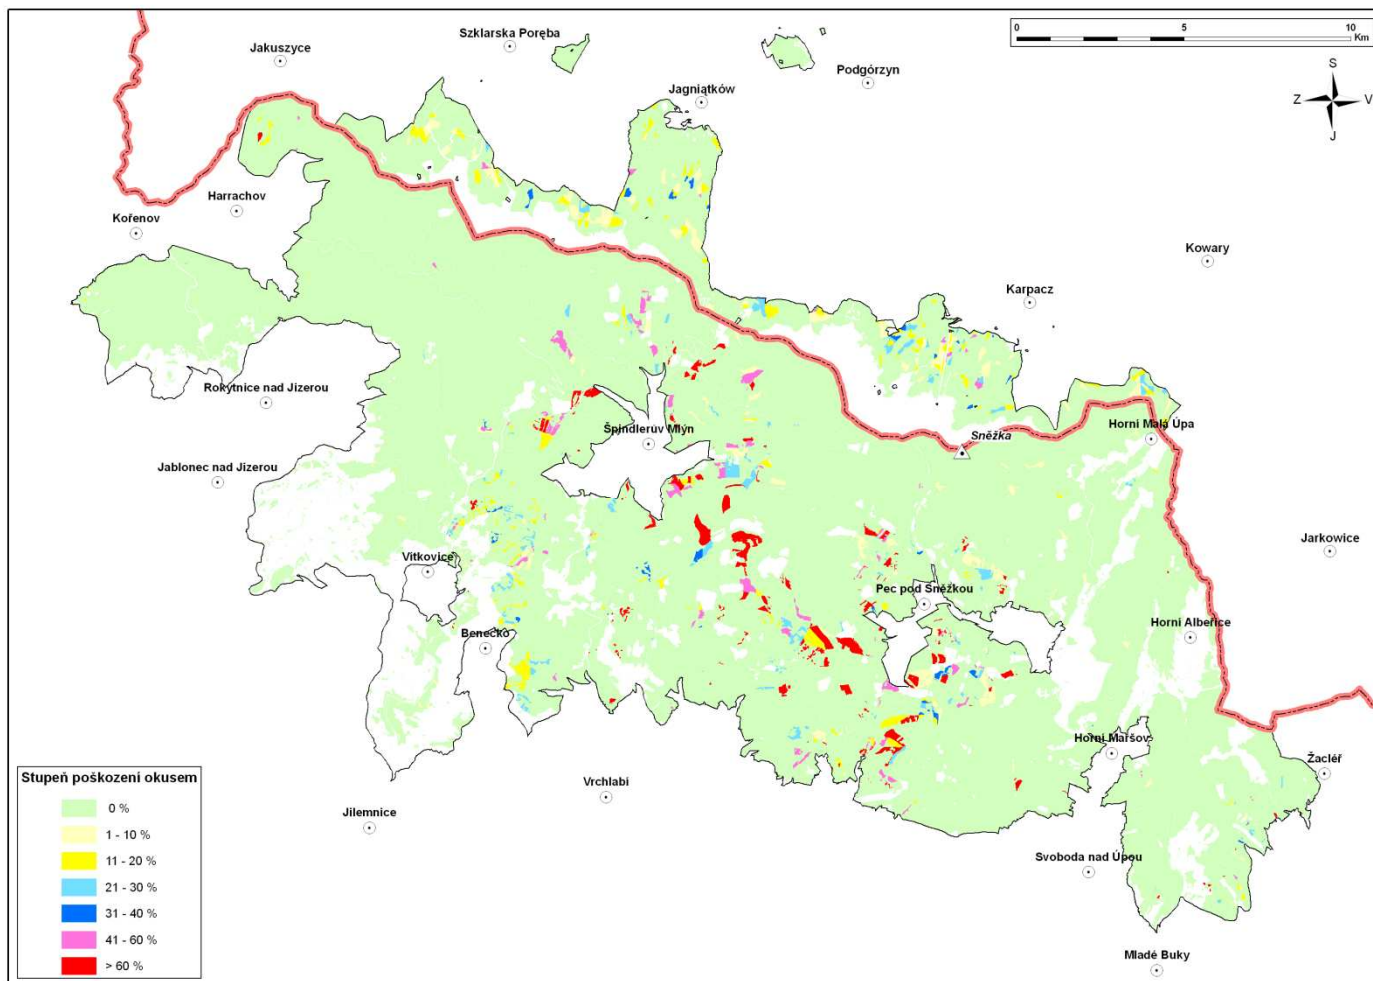 Szklarska Poręba
Jakuszyce
Podgórzyn
Jagniątków
0 5 10
Km
S
Z V
J
Harrachov
Kořenov
Kowary
Karpacz
Rokytnice nad Jizerou
Špindlerův Mlýn
Horní Malá Úpa
Sněžka
Jablonec nad Jizerou
Jarkowice
Vítkovice
Pec pod Sněžkou
Benecko
Horní Albeřice
Horní Maršov
Žacléř
Vrchlabí
Jilemnice
Svoboda nad Úpou
Mladé Buky
Stupeň poškození okusem
0 %
1 - 10 %
11 - 20 %
21 - 30 %
31 - 40 %
41 - 60 %
> 60 %